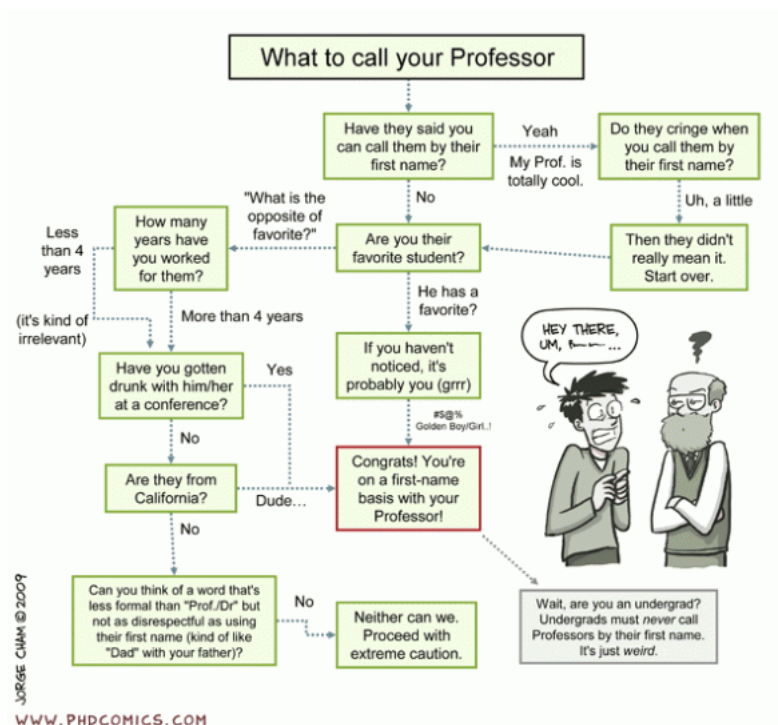 What to call your Professor
Have they said you
can call them by their
first name?
Yeah
My Prof. is
totally cool.
Do they cringe when
you call them by
their first name?
No
Uh, a little
Then they didn't
really mean it.
Start over.
Are you their
favorite student?
"What is the
opposite of
favorite?"
How many
years have
you worked
for them?
Less
than 4
years
(it's kind of
irrelevant)
More than 4 years
He has a
favorite?
If you haven't
noticed, it's
probably you (grrr)
#$@%
Golden Boy/Girl..!
Have you gotten
drunk with him/her
at a conference?
Yes
No
Are they from
California?
Dude...
Congrats! You're
on a first-name
basis with your
Professor!
No
Can you think of a word that's
less formal than "Prof./Dr" but
not as disrespectful as using
their first name (kind of like
"Dad" with your father)?
No
Neither can we.
Proceed with
extreme caution.
Wait, are you an undergrad?
Undergrads must never call
Professors by their first name.
It's just weird.
HEY THERE,
UM, ...
?
JORGE CHAM © 2009
WWW.PHDCOMICS.COM